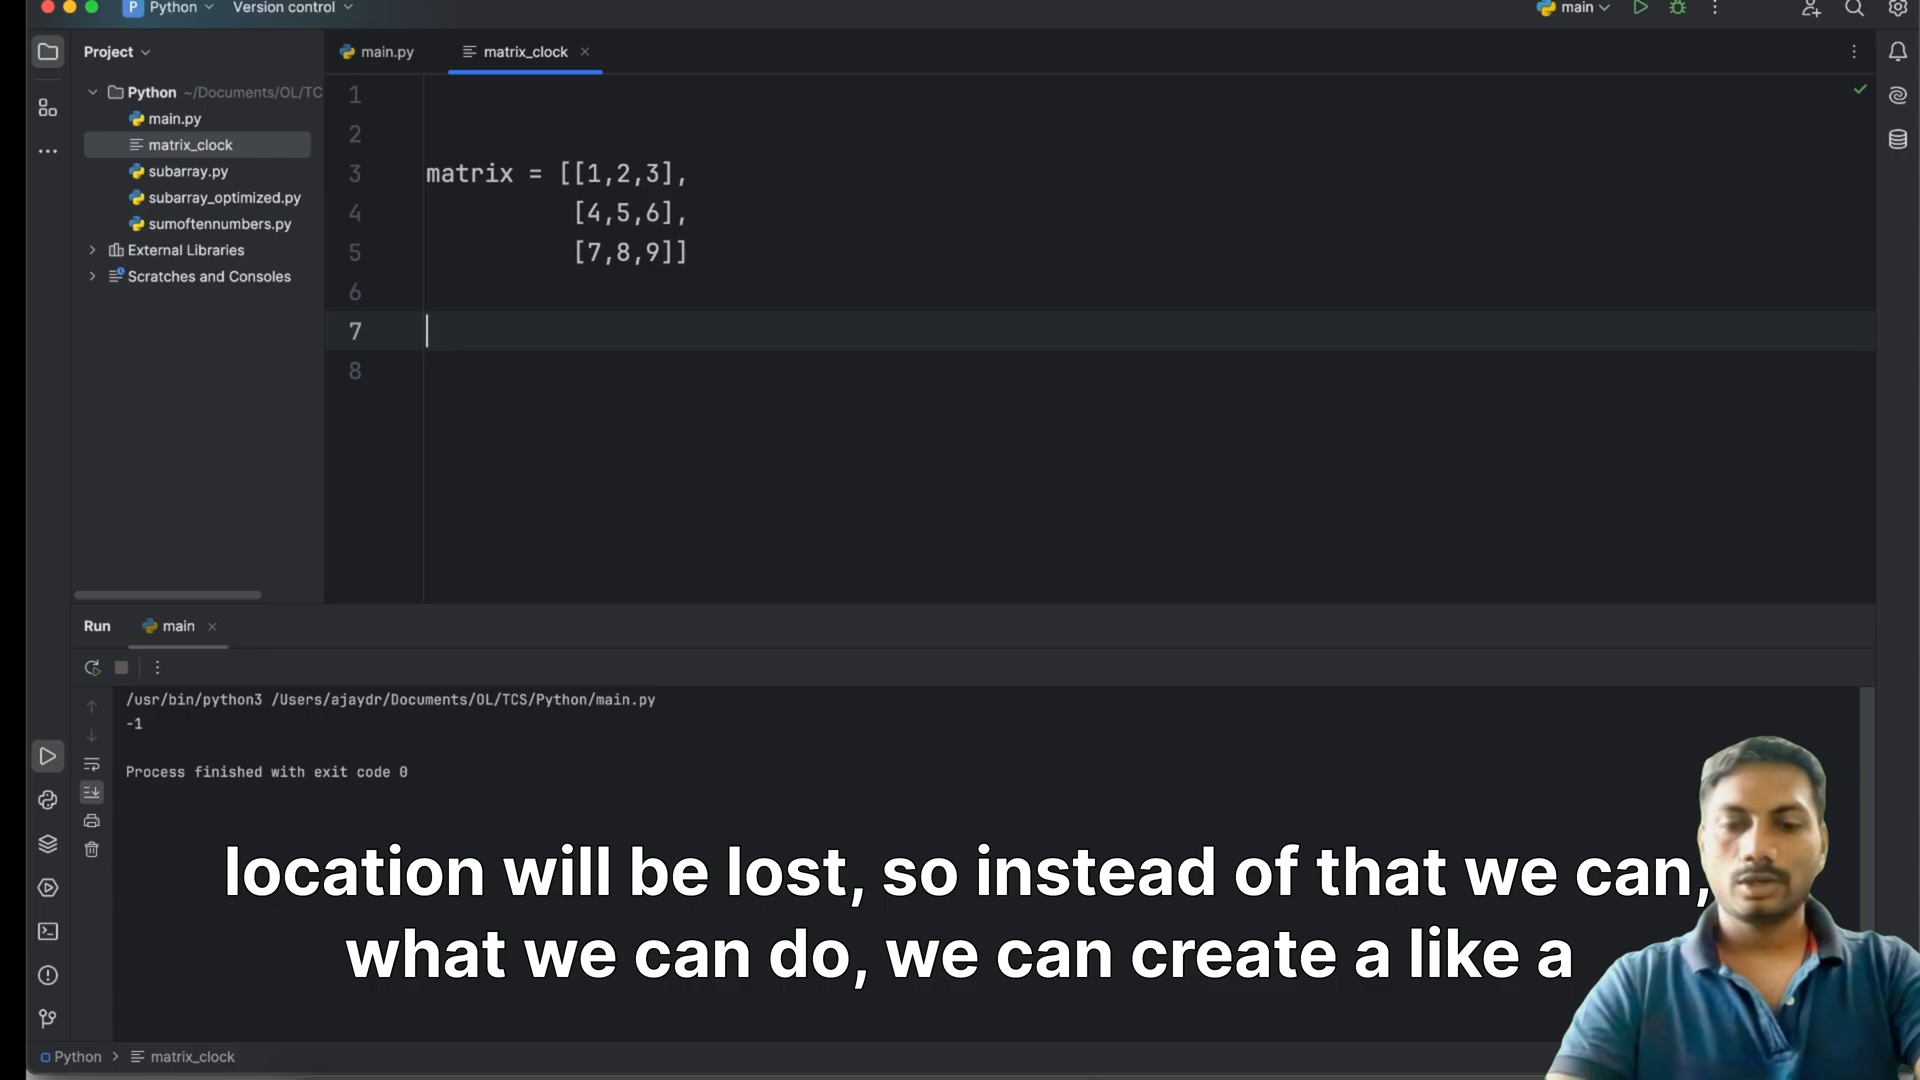 P Python Version control main
Project
main.py matrix_clock
Python ~/Documents/OL/TC
main.py
matrix_clock
subarray.py
subarray_optimized.py
sumoftennumbers.py
External Libraries
Scratches and Consoles
1
2
3 matrix = [[1,2,3],
4 [4,5,6],
5 [7,8,9]]
6
7
8
Run main
/usr/bin/python3 /Users/ajaydr/Documents/OL/TCS/Python/main.py
-1
Process finished with exit code 0
location will be lost, so instead of that we can,
what we can do, we can create a like a
Python > matrix_clock